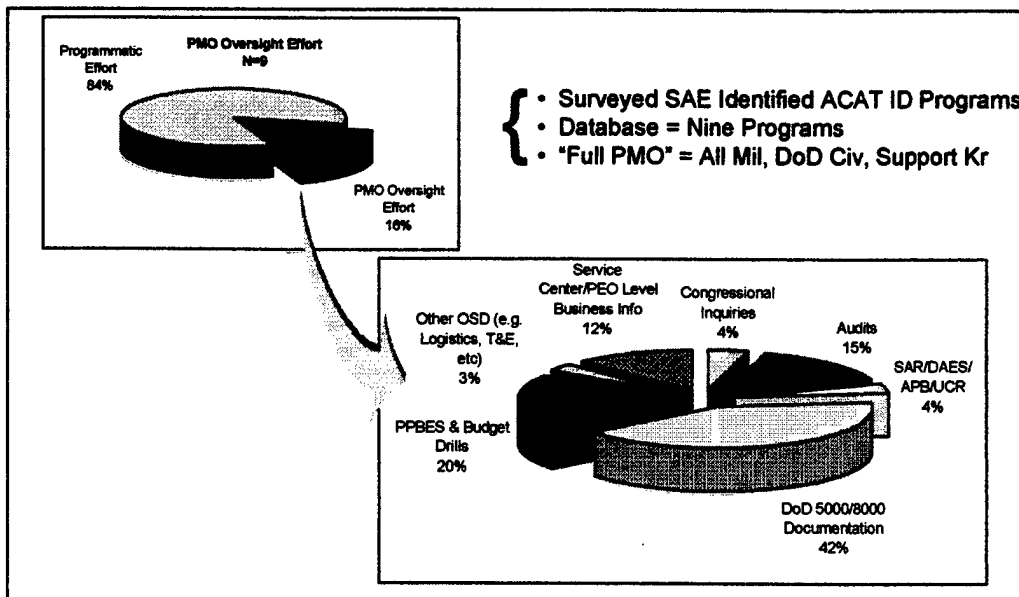 PMO Oversight Effort
N=9
Programmatic
Effort
84%
PMO Oversight
Effort
16%
{ • Surveyed SAE Identified ACAT ID Programs
• Database = Nine Programs
• "Full PMO" = All Mil, DoD Civ, Support Kr
Service
Center/PEO Level
Business Info
12%
Congressional
Inquiries
4%
Audits
15%
SAR/DAES/
APB/UCR
4%
Other OSD (e.g.
Logistics, T&E,
etc)
3%
PPBES & Budget
Drills
20%
DoD 5000/8000
Documentation
42%